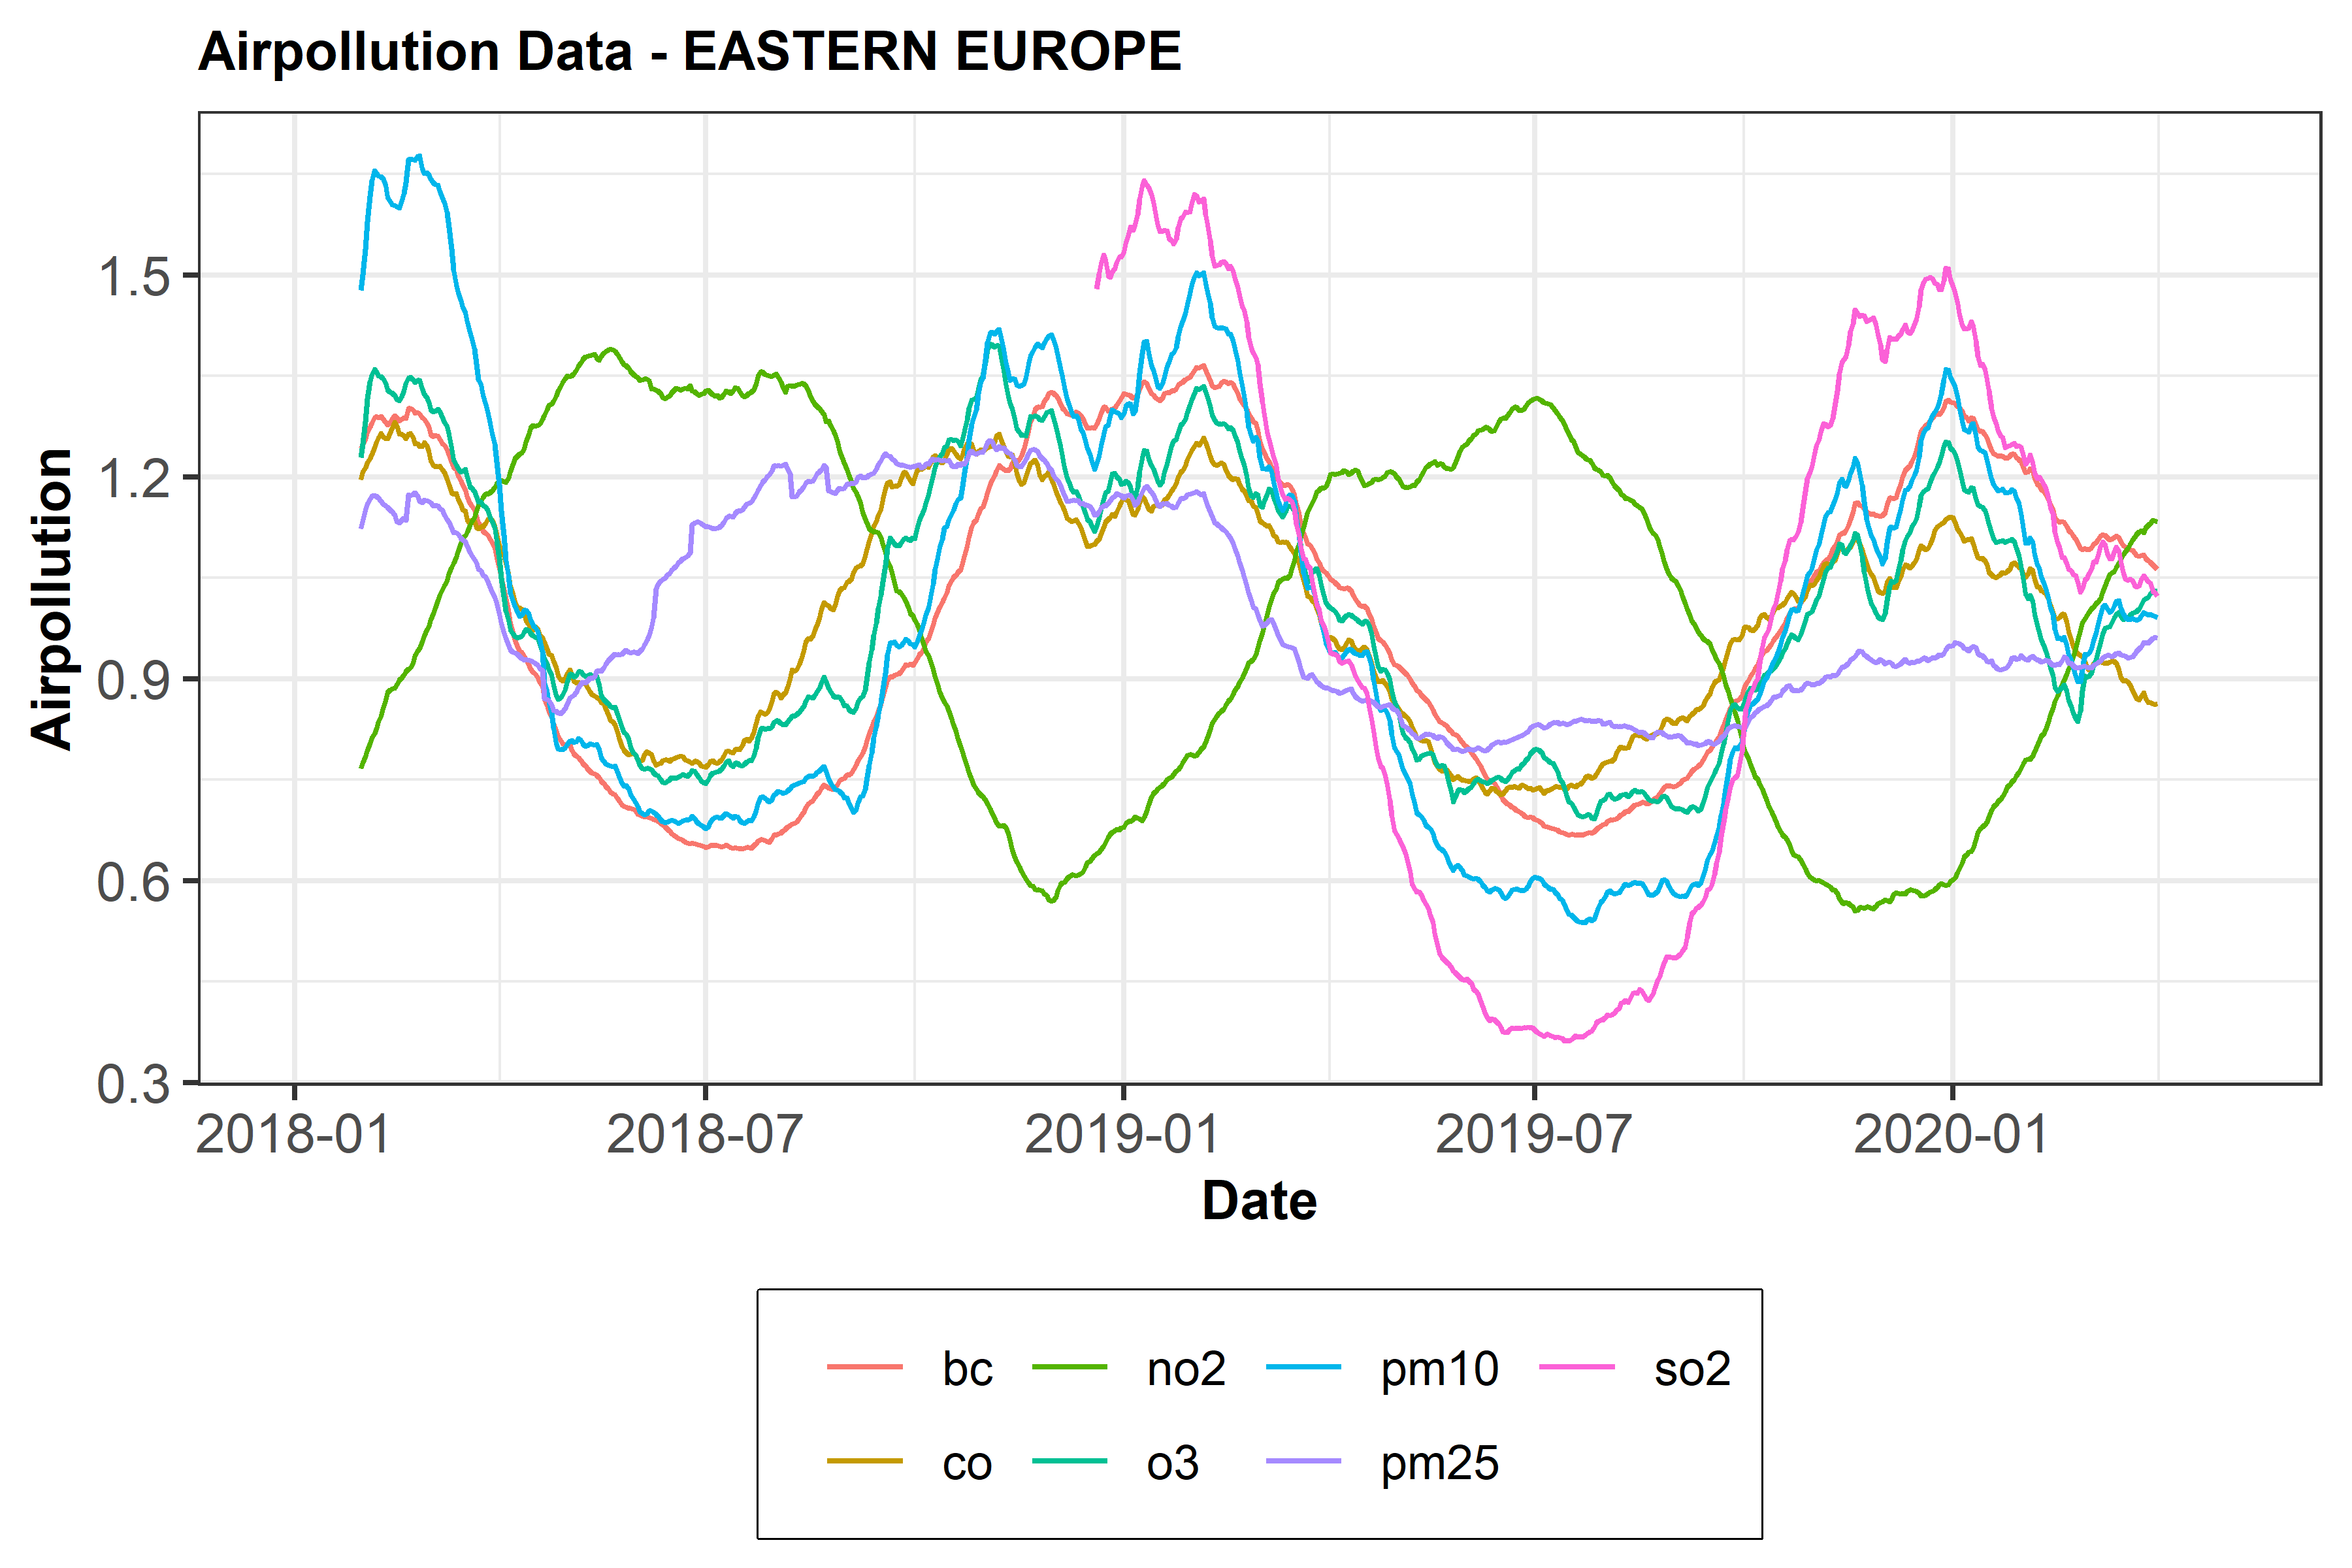 Airpollution Data - EASTERN EUROPE
Airpollution
1.5
1.2
0.9
0.6
0.3
2018-01 2018-07 2019-01 2019-07 2020-01
Date
bc no2 pm10 so2
co o3 pm25